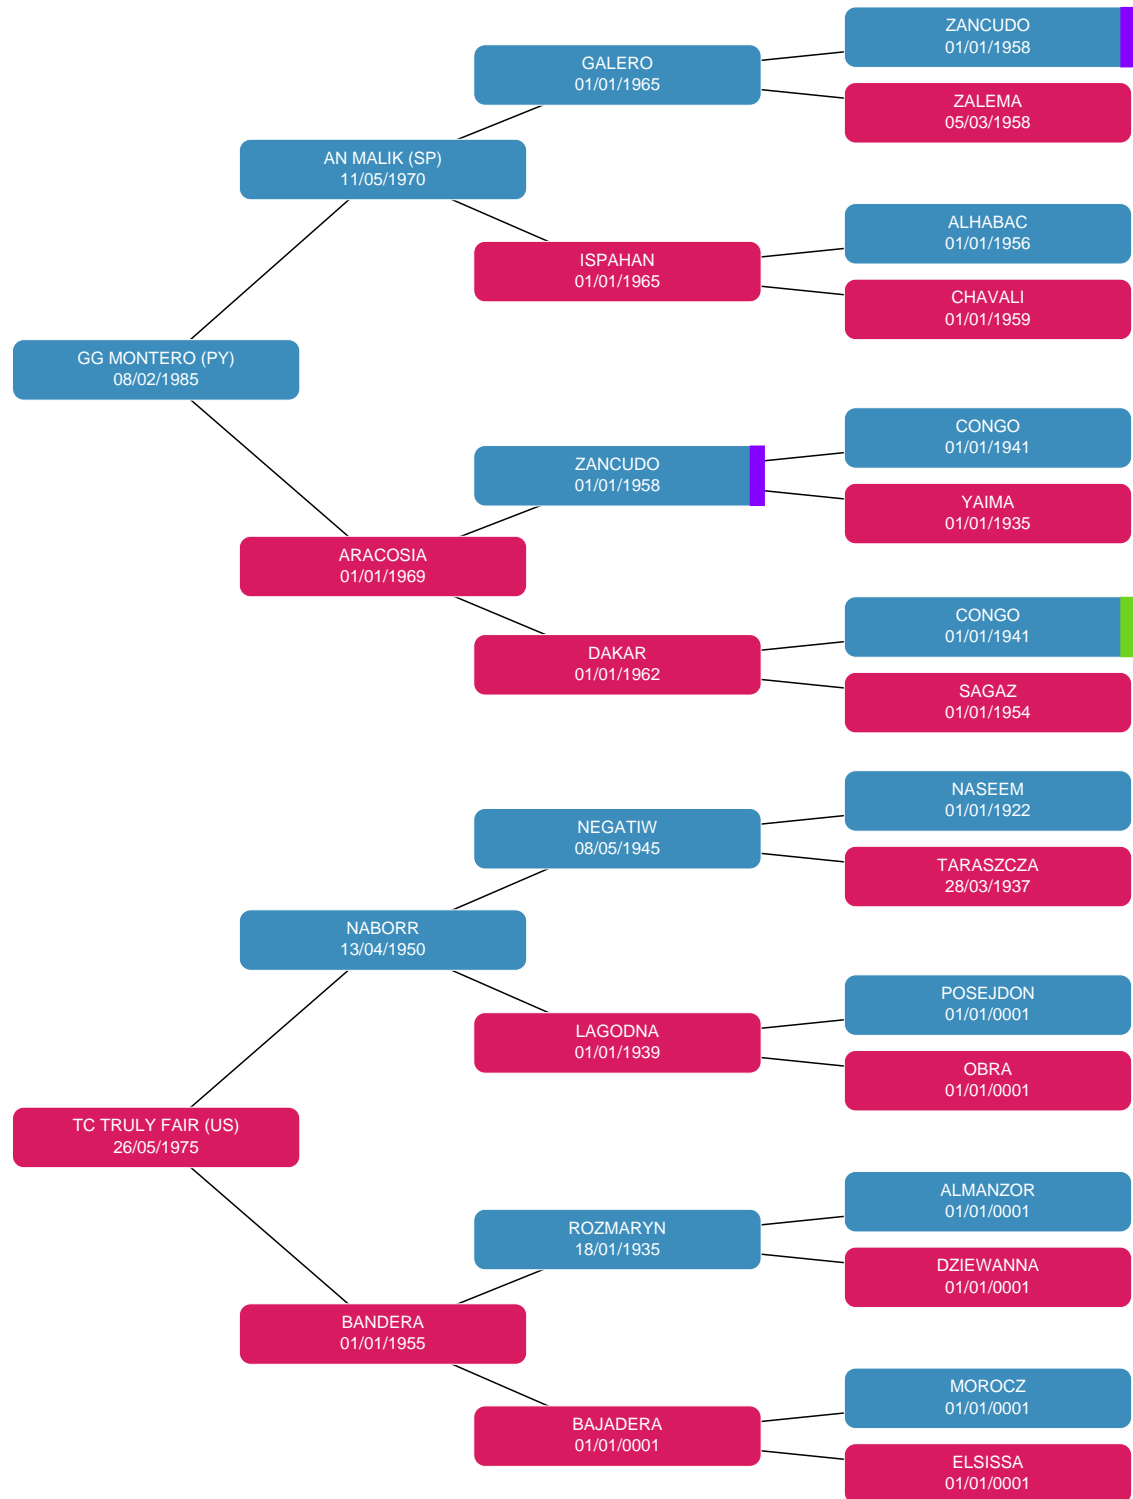 ZANCUDO
01/01/1958
GALERO
01/01/1965
ZALEMA
05/03/1958
AN MALIK (SP)
11/05/1970
ALHABAC
01/01/1956
ISPAHAN
01/01/1965
CHAVALI
01/01/1959
GG MONTERO (PY)
08/02/1985
CONGO
01/01/1941
ZANCUDO
01/01/1958
YAIMA
01/01/1935
ARACOSIA
01/01/1969
CONGO
01/01/1941
DAKAR
01/01/1962
SAGAZ
01/01/1954
NASEEM
01/01/1922
NEGATIW
08/05/1945
TARASZCZA
28/03/1937
NABORR
13/04/1950
POSEJDON
01/01/0001
LAGODNA
01/01/1939
OBRA
01/01/0001
TC TRULY FAIR (US)
26/05/1975
ALMANZOR
01/01/0001
ROZMARYN
18/01/1935
DZIEWANNA
01/01/0001
BANDERA
01/01/1955
MOROCZ
01/01/0001
BAJADERA
01/01/0001
ELSISSA
01/01/0001